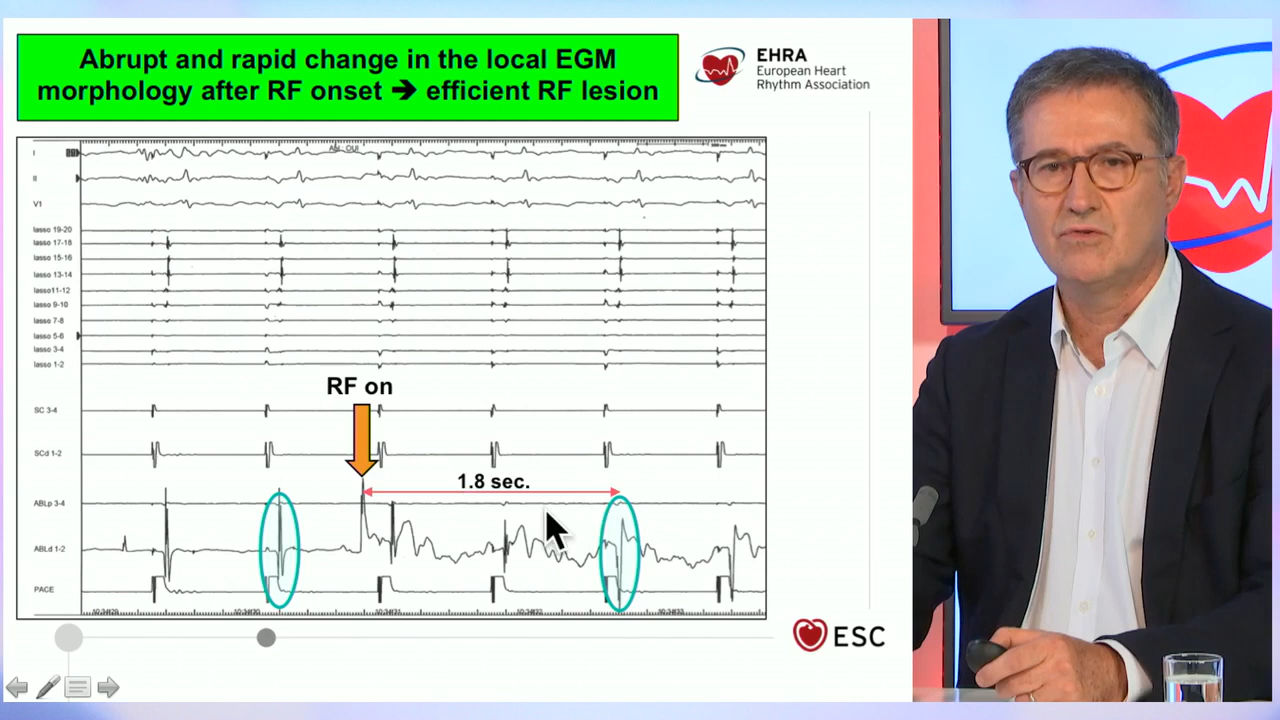 Abrupt and rapid change in the local EGM
morphology after RF onset ➔ efficient RF lesion
EHRA
European Heart
Rhythm Association
ABL: OUI
I
II
V1
lasso 19-20
lasso 17-18
lasso 15-16
lasso 13-14
lasso11-12
lasso 9-10
lasso 7-8
lasso 5-6
lasso 3-4
lasso 1-2
RF on
SC 3-4
SCd 1-2
1.8 sec.
ABLp 3-4
ABLd 1-2
PACE
ESC